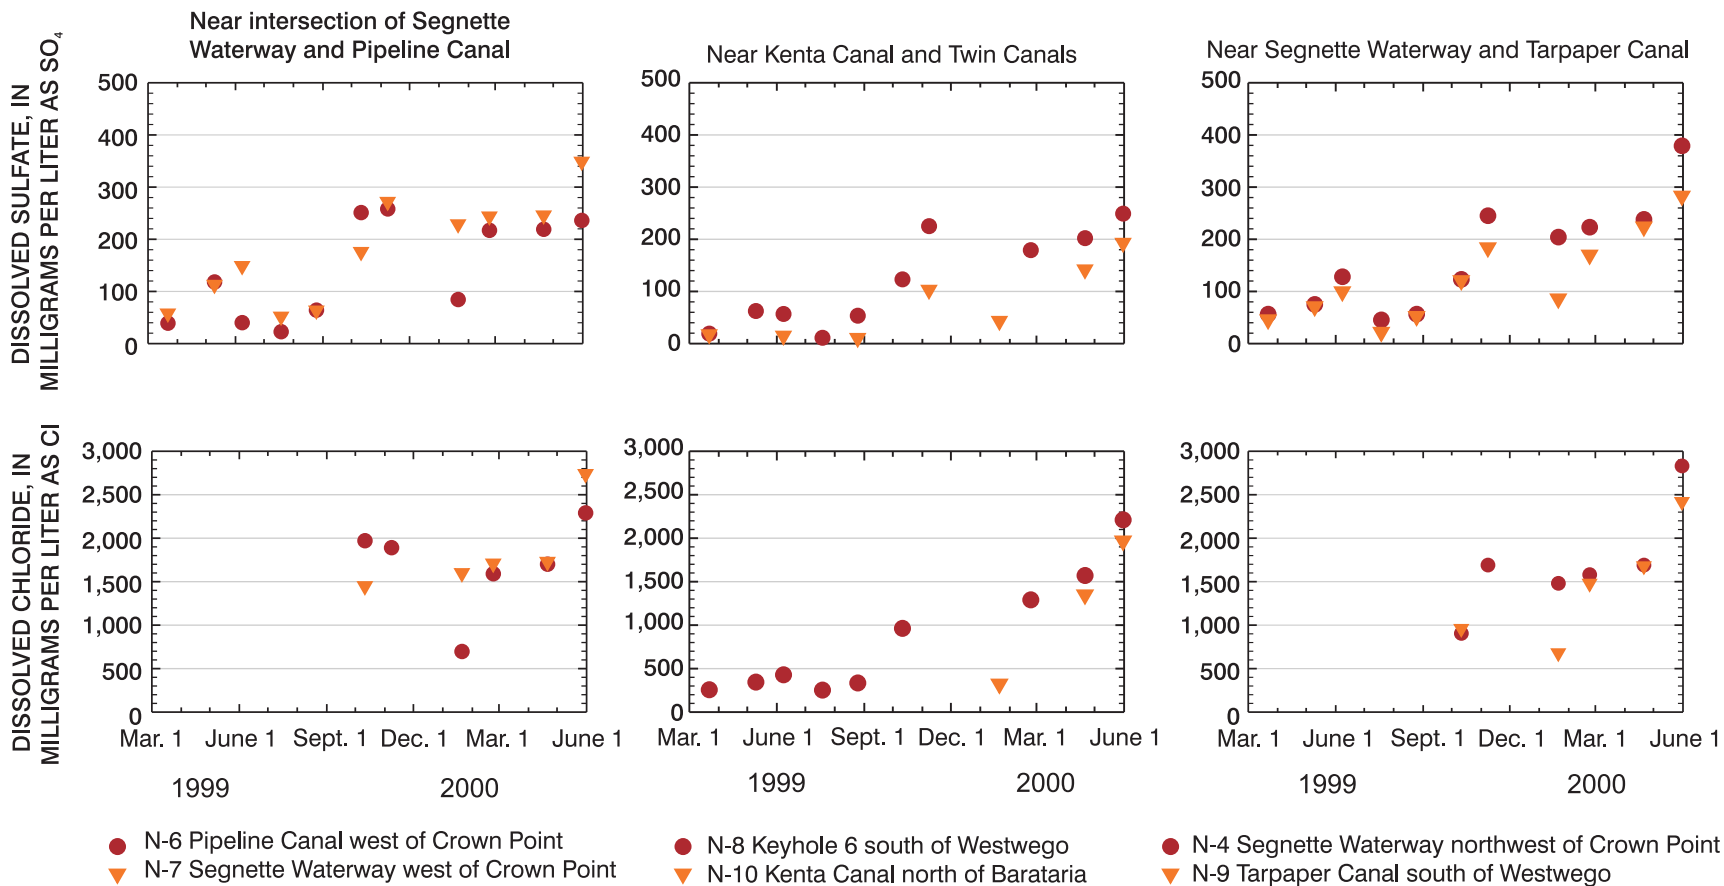 Near intersection of Segnette
Waterway and Pipeline Canal
Near Kenta Canal and Twin Canals
Near Segnette Waterway and Tarpaper Canal
DISSOLVED SULFATE, IN
MILLIGRAMS PER LITER AS SO4
500
400
300
200
100
0
500
400
300
200
100
0
500
400
300
200
100
0
DISSOLVED CHLORIDE, IN
MILLIGRAMS PER LITER AS Cl
3,000
2,500
2,000
1,500
1,000
500
0
3,000
2,500
2,000
1,500
1,000
500
0
3,000
2,500
2,000
1,500
1,000
500
0
Mar. 1 June 1 Sept. 1 Dec. 1 Mar. 1 June 1
Mar. 1 June 1 Sept. 1 Dec. 1 Mar. 1 June 1
Mar. 1 June 1 Sept. 1 Dec. 1 Mar. 1 June 1
1999 2000
1999 2000
1999 2000
N-6 Pipeline Canal west of Crown Point
N-7 Segnette Waterway west of Crown Point
N-8 Keyhole 6 south of Westwego
N-10 Kenta Canal north of Barataria
N-4 Segnette Waterway northwest of Crown Point
N-9 Tarpaper Canal south of Westwego